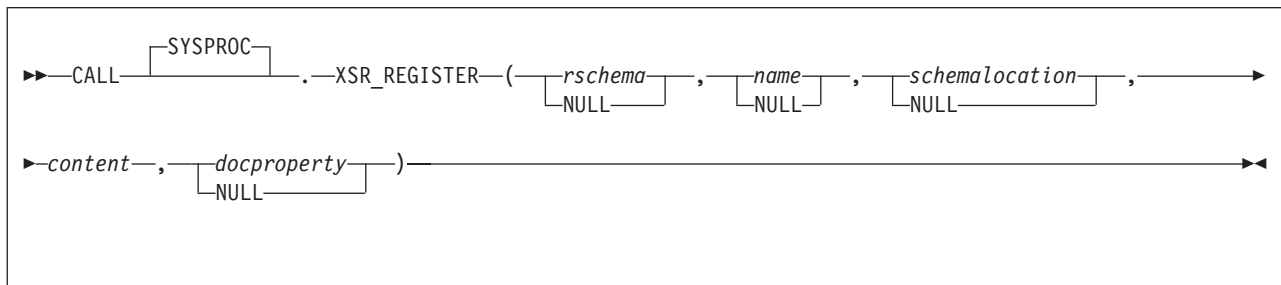 SYSPROC
CALL . XSR_REGISTER ( rschema , name , schemalocation ,
NULL NULL NULL
content , docproperty )
NULL